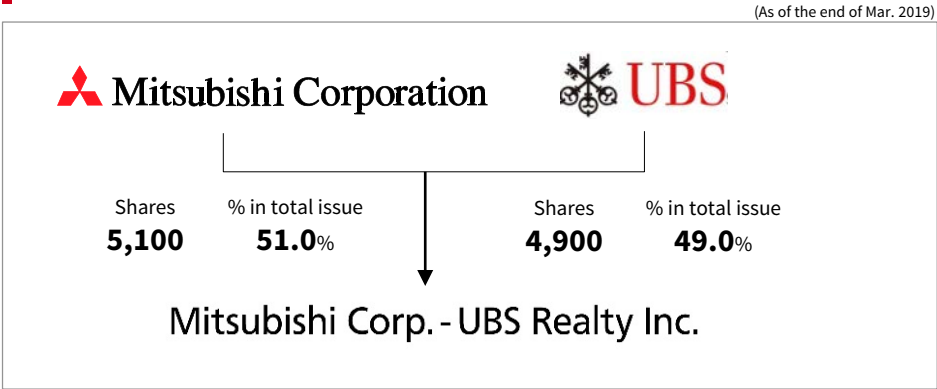 (As of the end of Mar. 2019)
Mitsubishi Corporation UBS
Shares % in total issue Shares % in total issue
5,100 51.0% 4,900 49.0%
Mitsubishi Corp. - UBS Realty Inc.